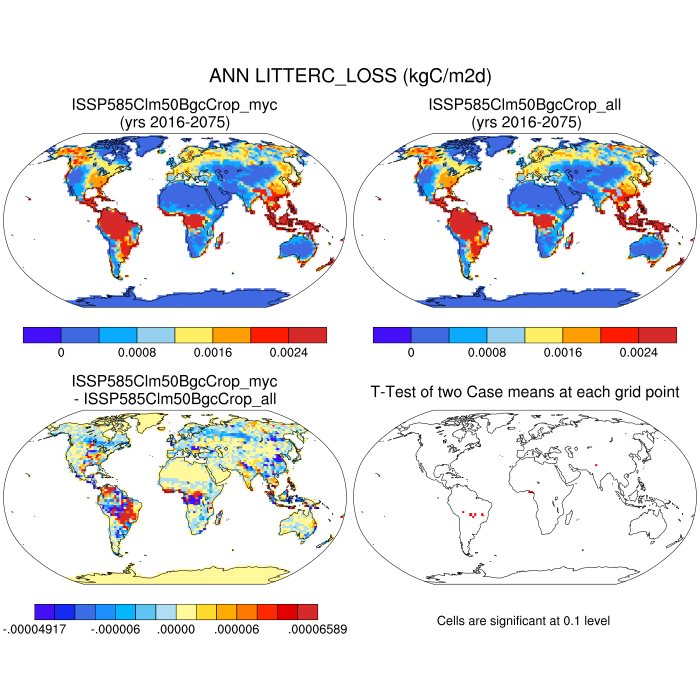 ANN LITTERC_LOSS (kgC/m2d)
ISSP585Clm50BgcCrop_myc
(yrs 2016-2075)
ISSP585Clm50BgcCrop_all
(yrs 2016-2075)
0 0.0008 0.0016 0.0024
0 0.0008 0.0016 0.0024
ISSP585Clm50BgcCrop_myc
- ISSP585Clm50BgcCrop_all
T-Test of two Case means at each grid point
-.00004917 -.000006 .00000 .000006 .00006589
Cells are significant at 0.1 level